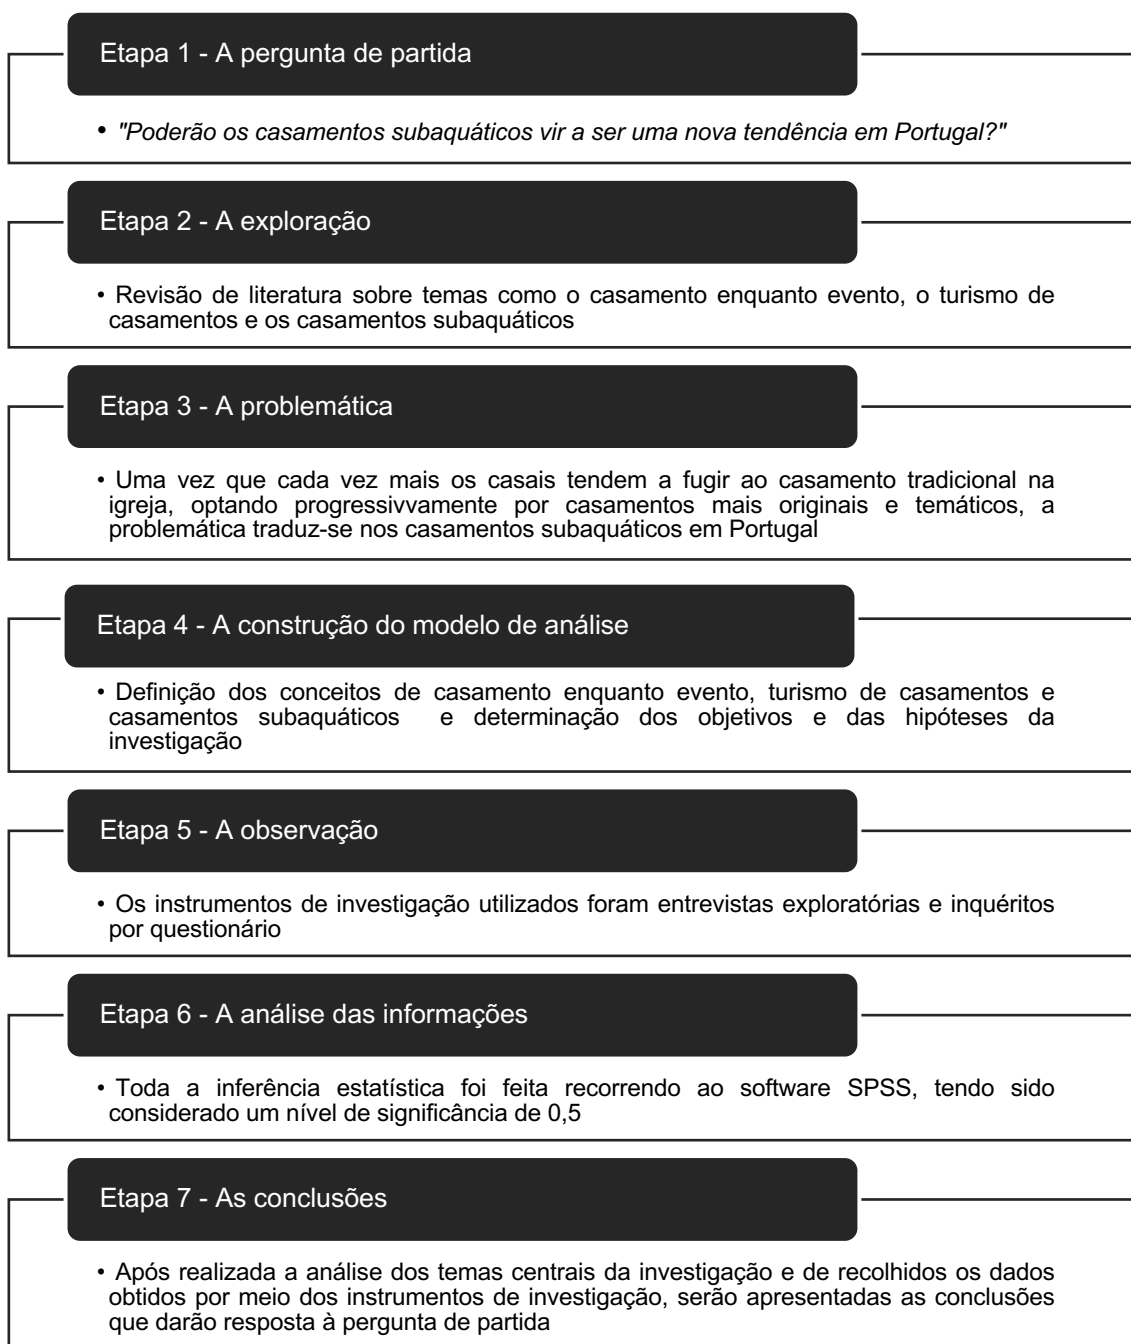 Etapa 1 - A pergunta de partida
• "Poderão os casamentos subaquáticos vir a ser uma nova tendência em Portugal?"
Etapa 2 - A exploração
• Revisão de literatura sobre temas como o casamento enquanto evento, o turismo de
casamentos e os casamentos subaquáticos
Etapa 3 - A problemática
• Uma vez que cada vez mais os casais tendem a fugir ao casamento tradicional na
igreja, optando progressivvamente por casamentos mais originais e temáticos, a
problemática traduz-se nos casamentos subaquáticos em Portugal
Etapa 4 - A construção do modelo de análise
• Definição dos conceitos de casamento enquanto evento, turismo de casamentos e
casamentos subaquáticos e determinação dos objetivos e das hipóteses da
investigação
Etapa 5 - A observação
• Os instrumentos de investigação utilizados foram entrevistas exploratórias e inquéritos
por questionário
Etapa 6 - A análise das informações
• Toda a inferência estatística foi feita recorrendo ao software SPSS, tendo sido
considerado um nível de significância de 0,5
Etapa 7 - As conclusões
• Após realizada a análise dos temas centrais da investigação e de recolhidos os dados
obtidos por meio dos instrumentos de investigação, serão apresentadas as conclusões
que darão resposta à pergunta de partida